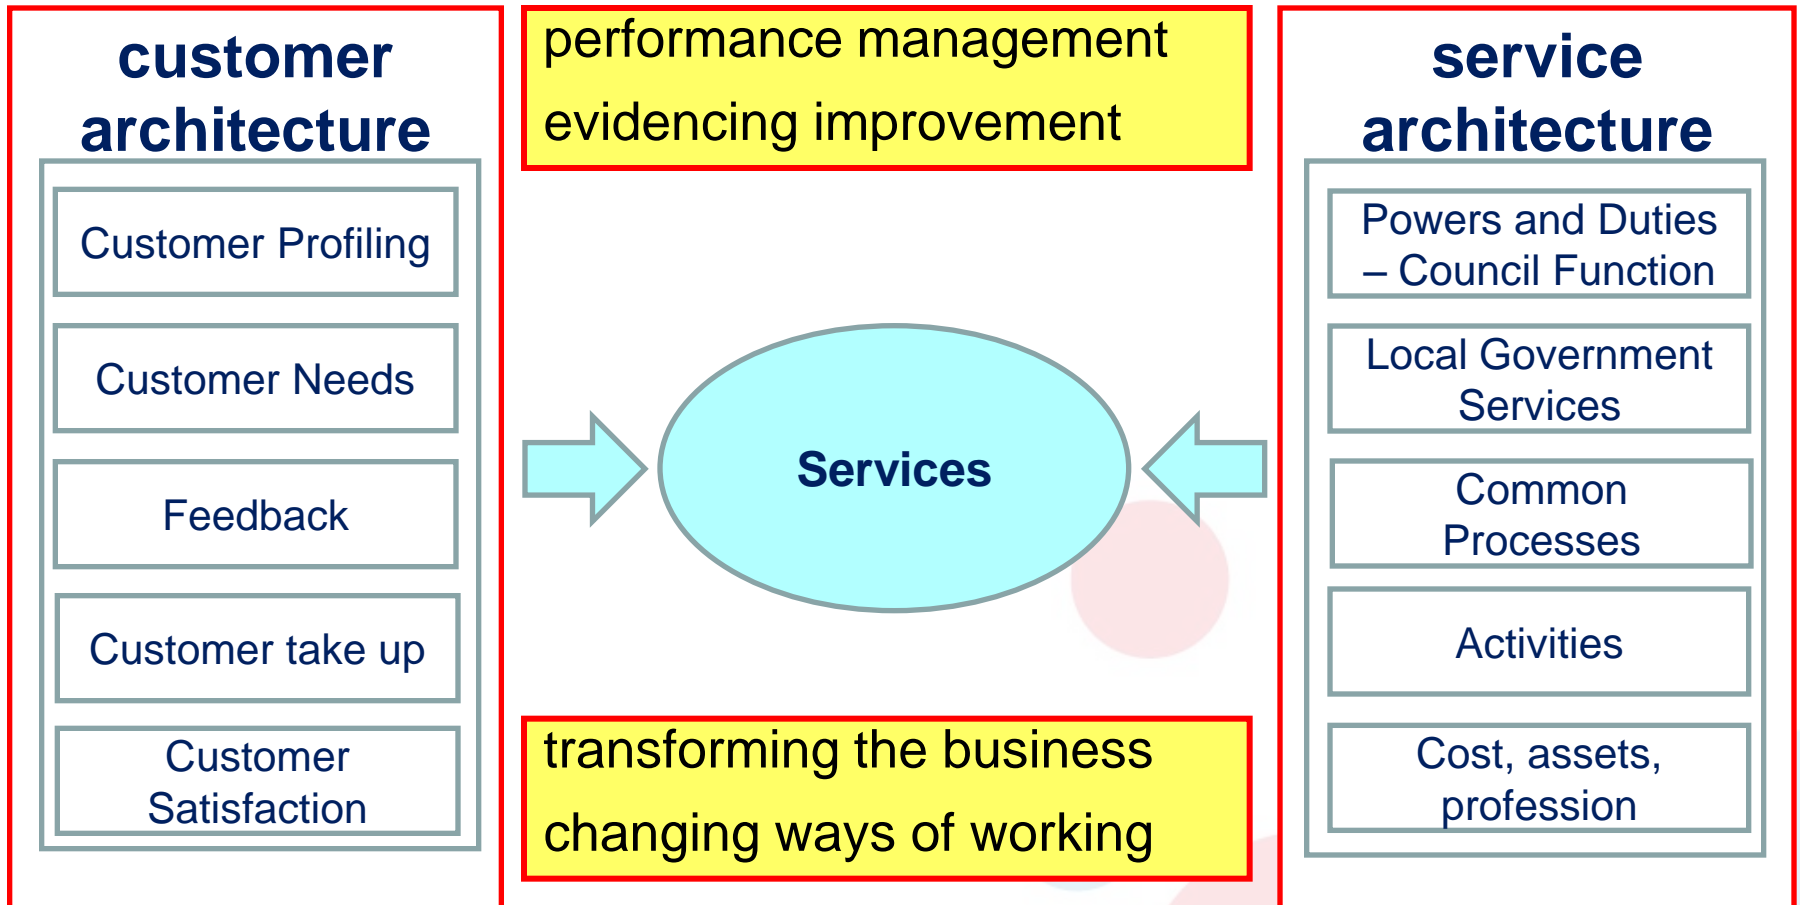 customer
architecture
Customer Profiling
Customer Needs
Feedback
Customer take up
Customer
Satisfaction
performance management
evidencing improvement
Services
transforming the business
changing ways of working
service
architecture
Powers and Duties
– Council Function
Local Government
Services
Common
Processes
Activities
Cost, assets,
profession